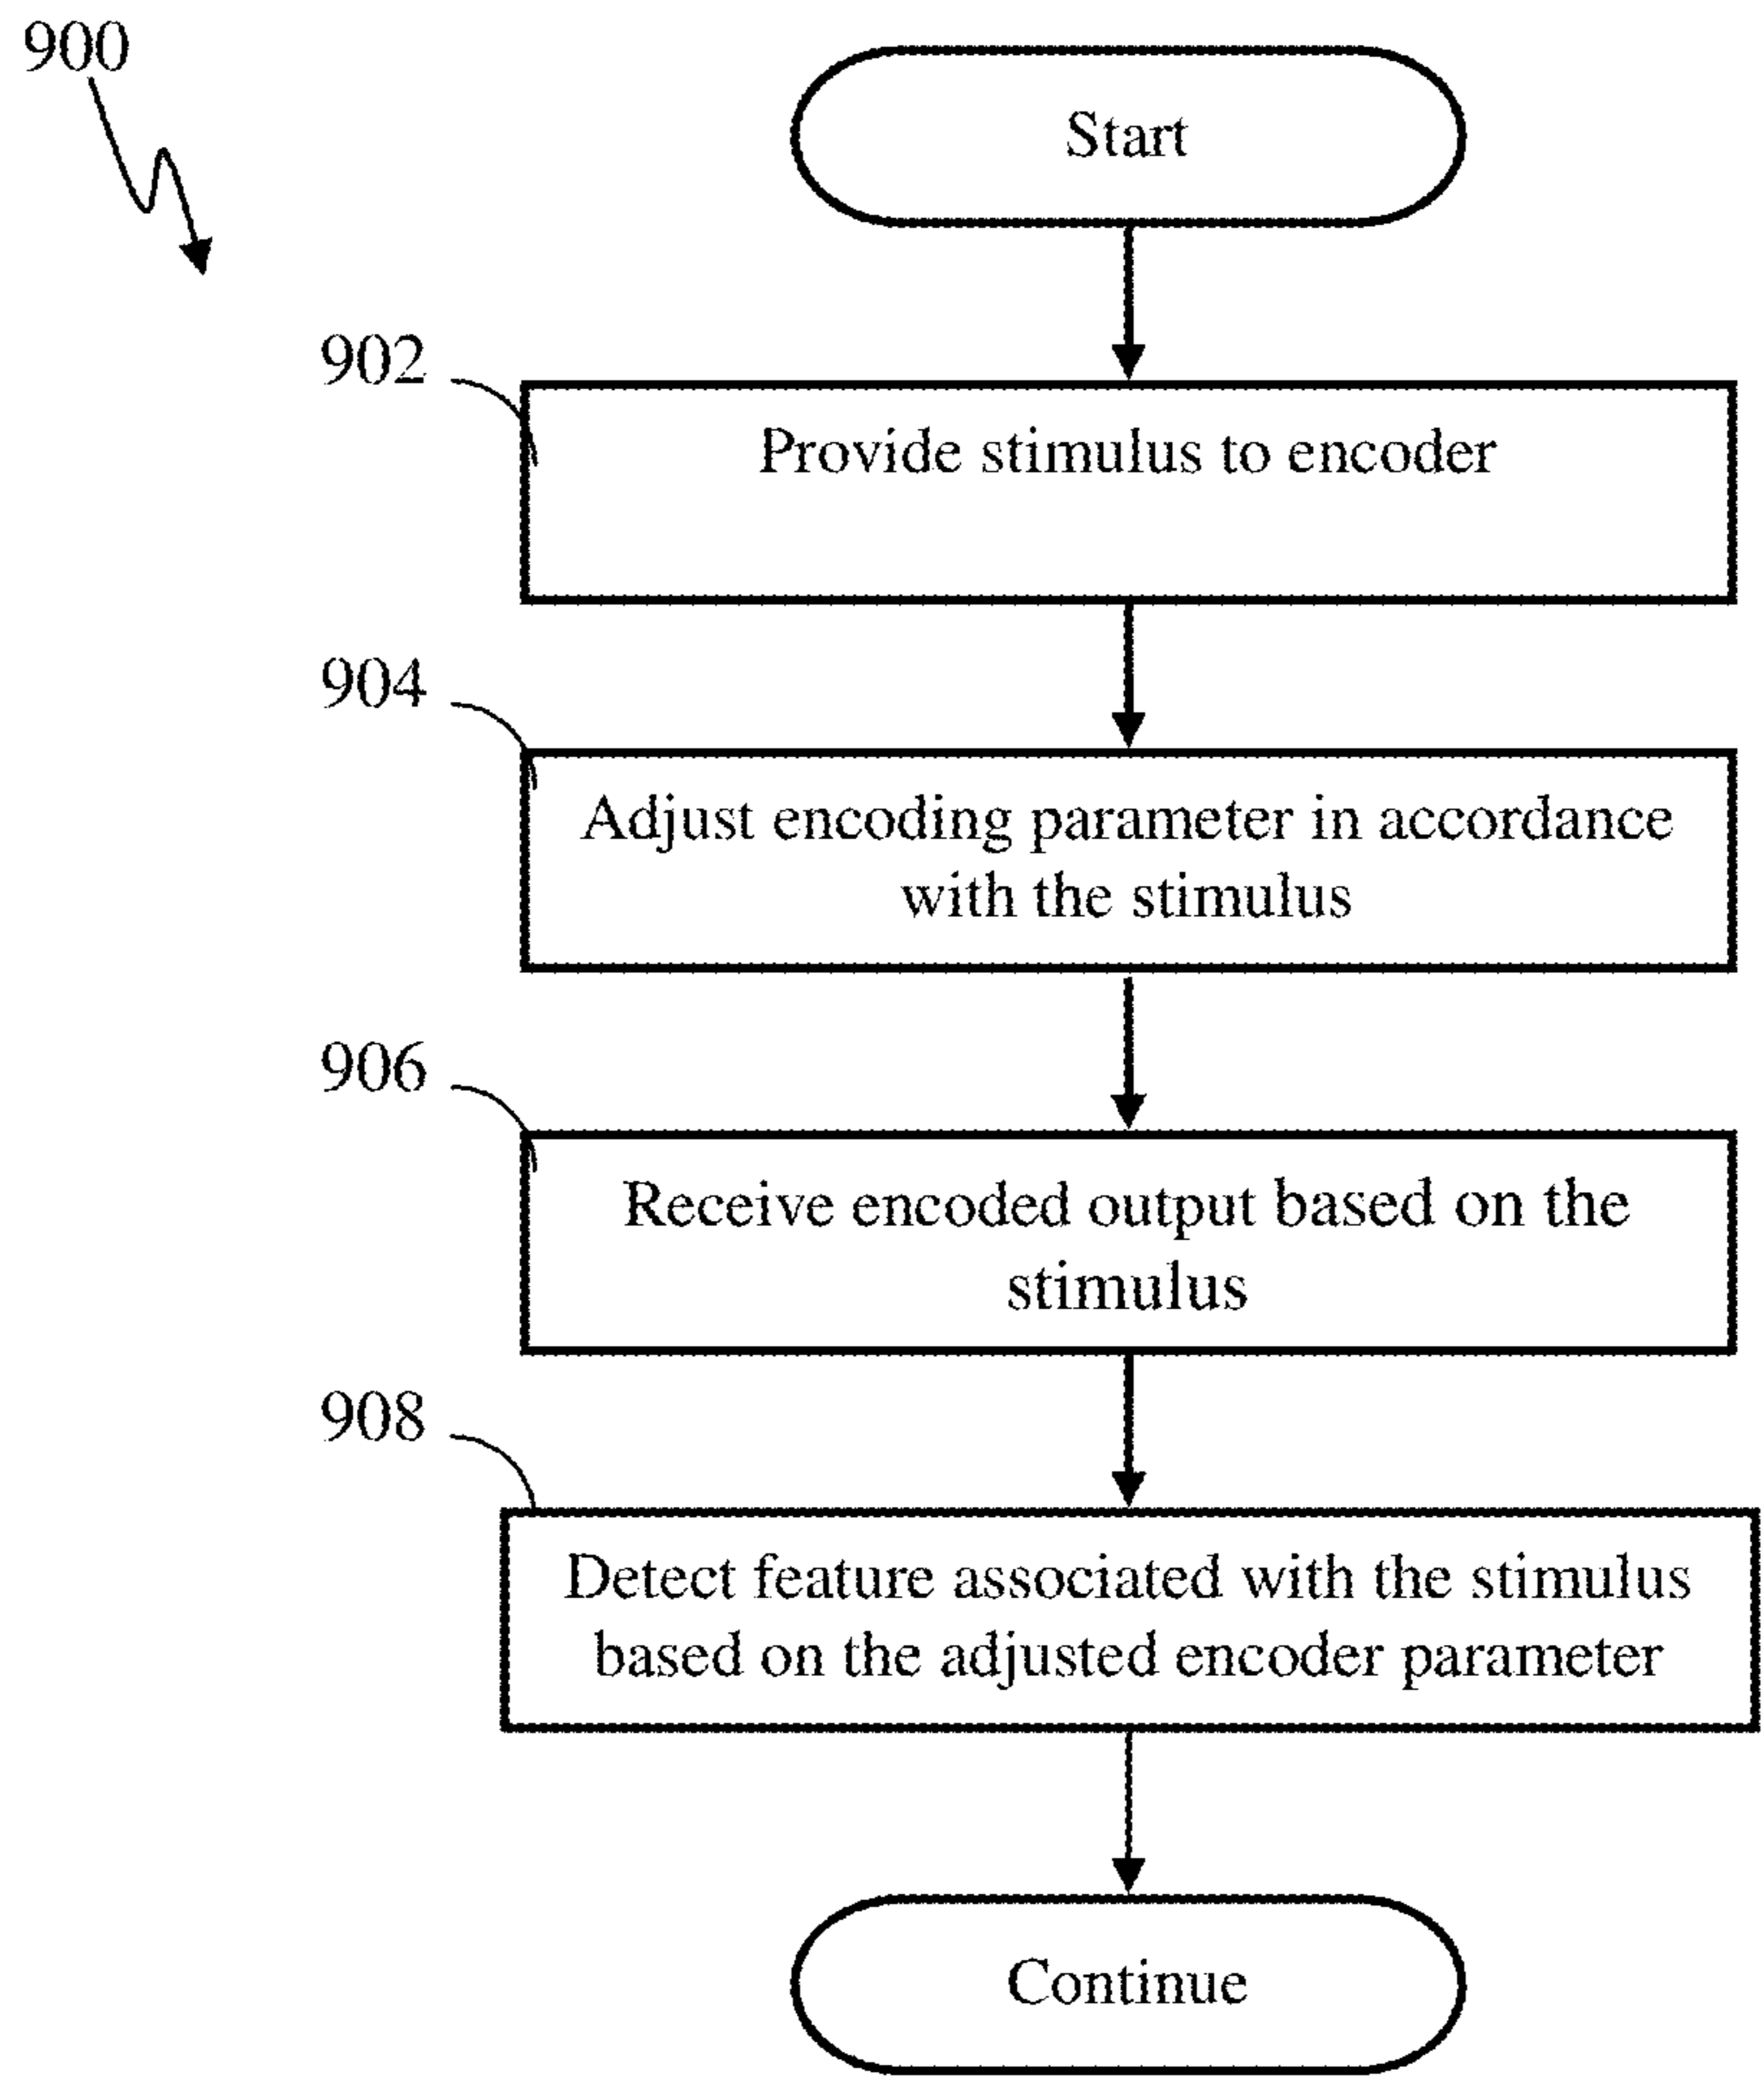 900
Start
902
Provide stimulus to encoder
904
Adjust encoding parameter in accordance
with the stimulus
906
Receive encoded output based on the
stimulus
908
Detect feature associated with the stimulus
based on the adjusted encoder parameter
Continue